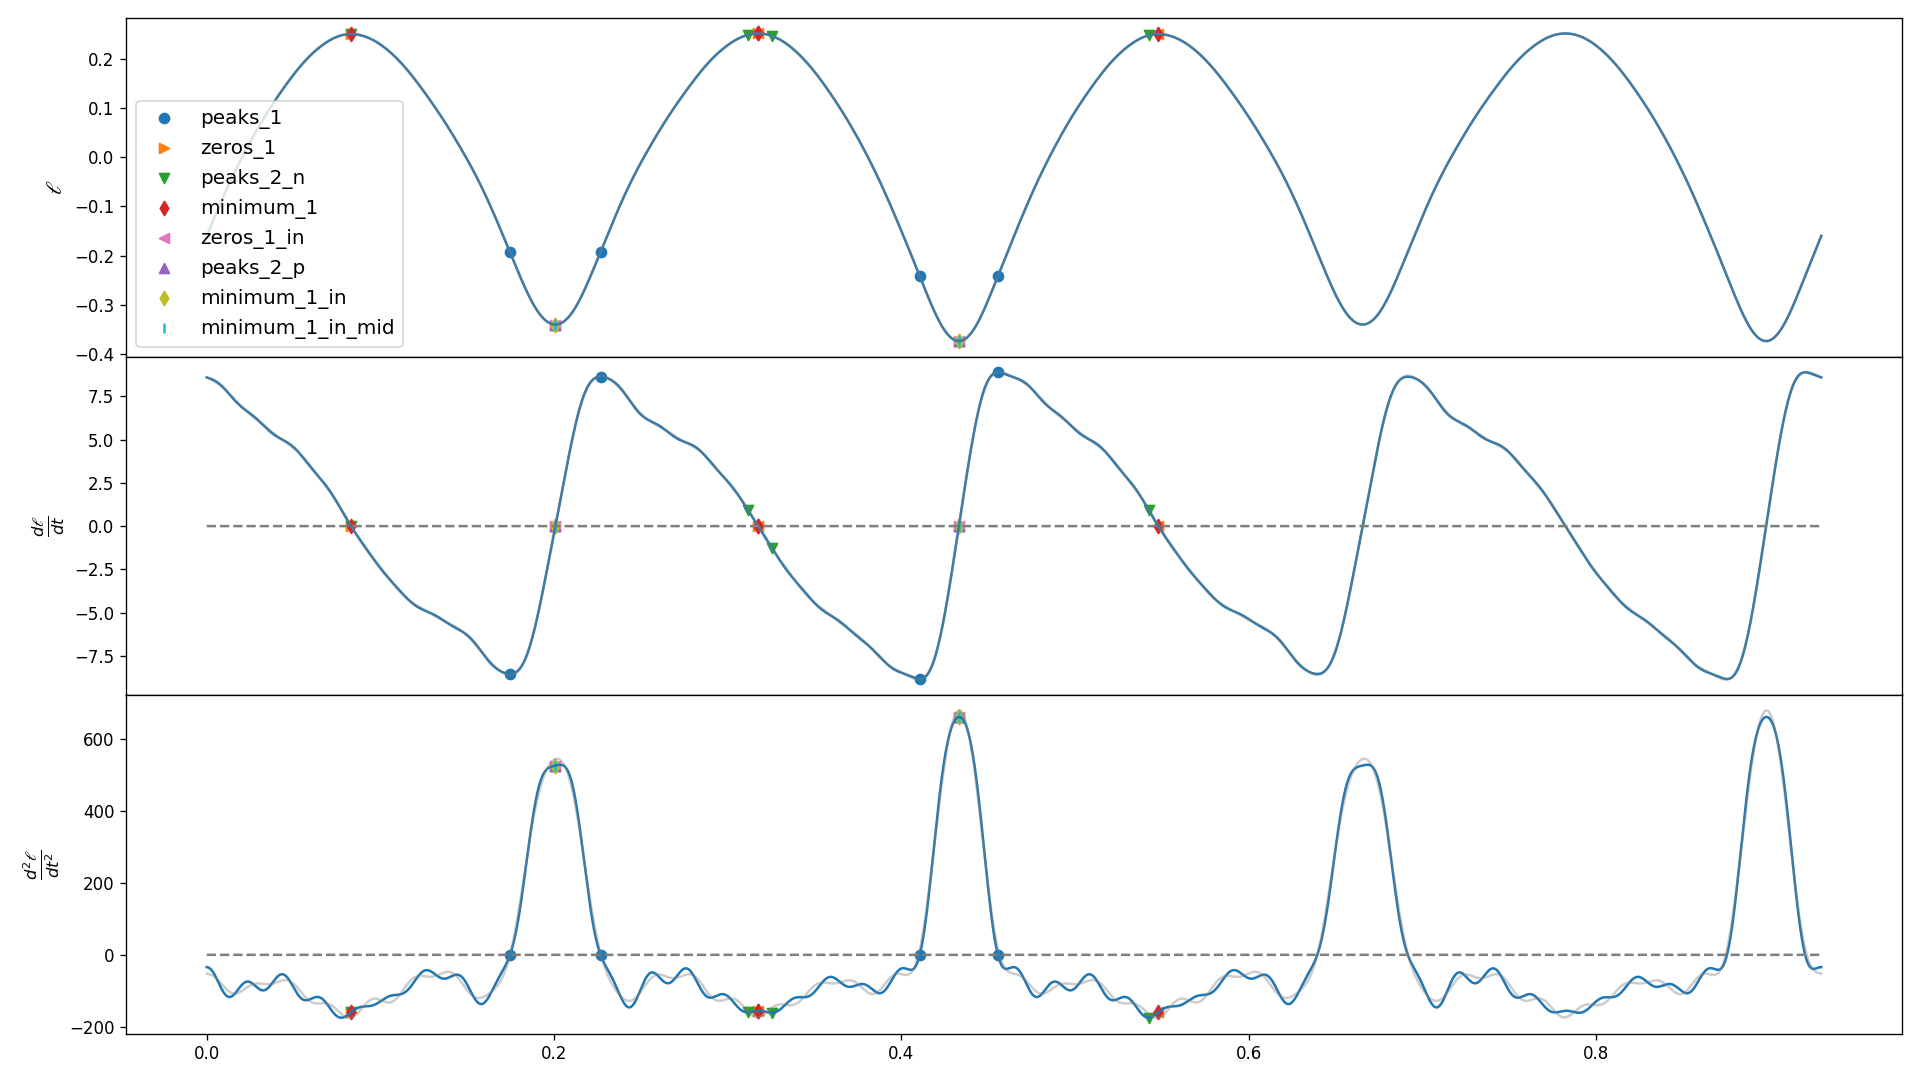 0.2
0.1
0.0
−0.1
−0.2
−0.3
−0.4
ℓ
peaks_1
zeros_1
peaks_2_n
minimum_1
zeros_1_in
peaks_2_p
minimum_1_in
minimum_1_in_mid
7.5
5.0
2.5
0.0
−2.5
−5.0
−7.5
dℓ
dt
600
400
200
0
−200
d²ℓ
dt²
0.0 0.2 0.4 0.6 0.8